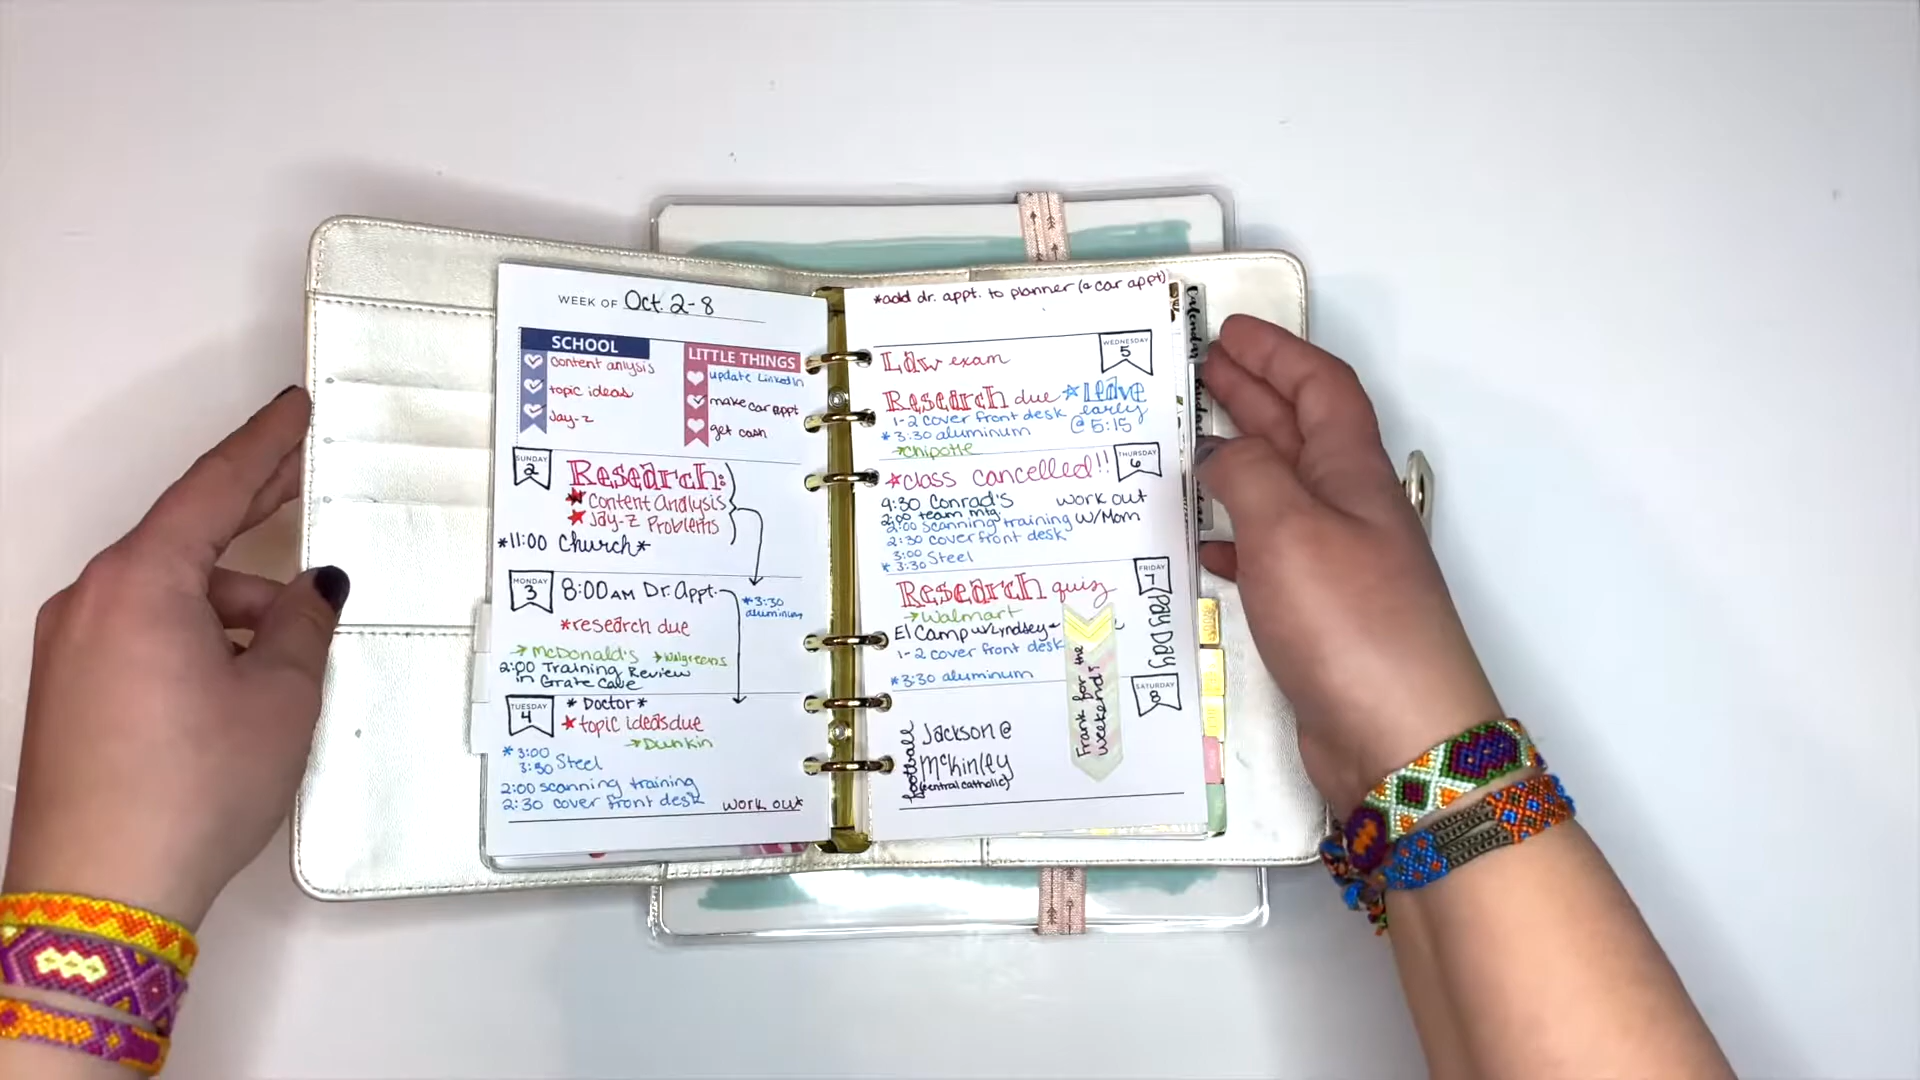 WEEK OF Oct. 2-8
SCHOOL
content anlysis
topic ideas
Jay-z
LITTLE THINGS
update LinkedIn
make car appt
get cash
SUNDAY
2
Research:
★ Content Analysis
★ Jay-Z Problems
*11:00 Church*
MONDAY
3
8:00 AM Dr. Appt.
*3:30
aluminum
*research due
→McDonald's →Walgreens
2:00 Training Review
in Grate Cave
TUESDAY
4
* Doctor*
★topic ideas due
→Dunkin
* 3:00
3:30 Steel
2:00 scanning training
2:30 cover front desk
work out
*add dr. appt. to planner (& car appt)
WEDNESDAY
5
Law exam
Research due
☆Leave
early
@ 5:15
1-2 cover front desk
* 3:30 aluminum
→Chipotle
THURSDAY
6
★class cancelled!!
9:30 Conrad's
work out
w/Mom
2:00 team mtg.
2:00 scanning training
2:30 cover front desk
3:00
* 3:30 Steel
FRIDAY
7
Pay Day
Research quiz
→Walmart
El Camp w/Lyndsey
1-2 cover front desk
*3:30 aluminum
Frank for the
weekend?
SATURDAY
8
football
Jackson @
McKinley
(central catholic)
Calendar